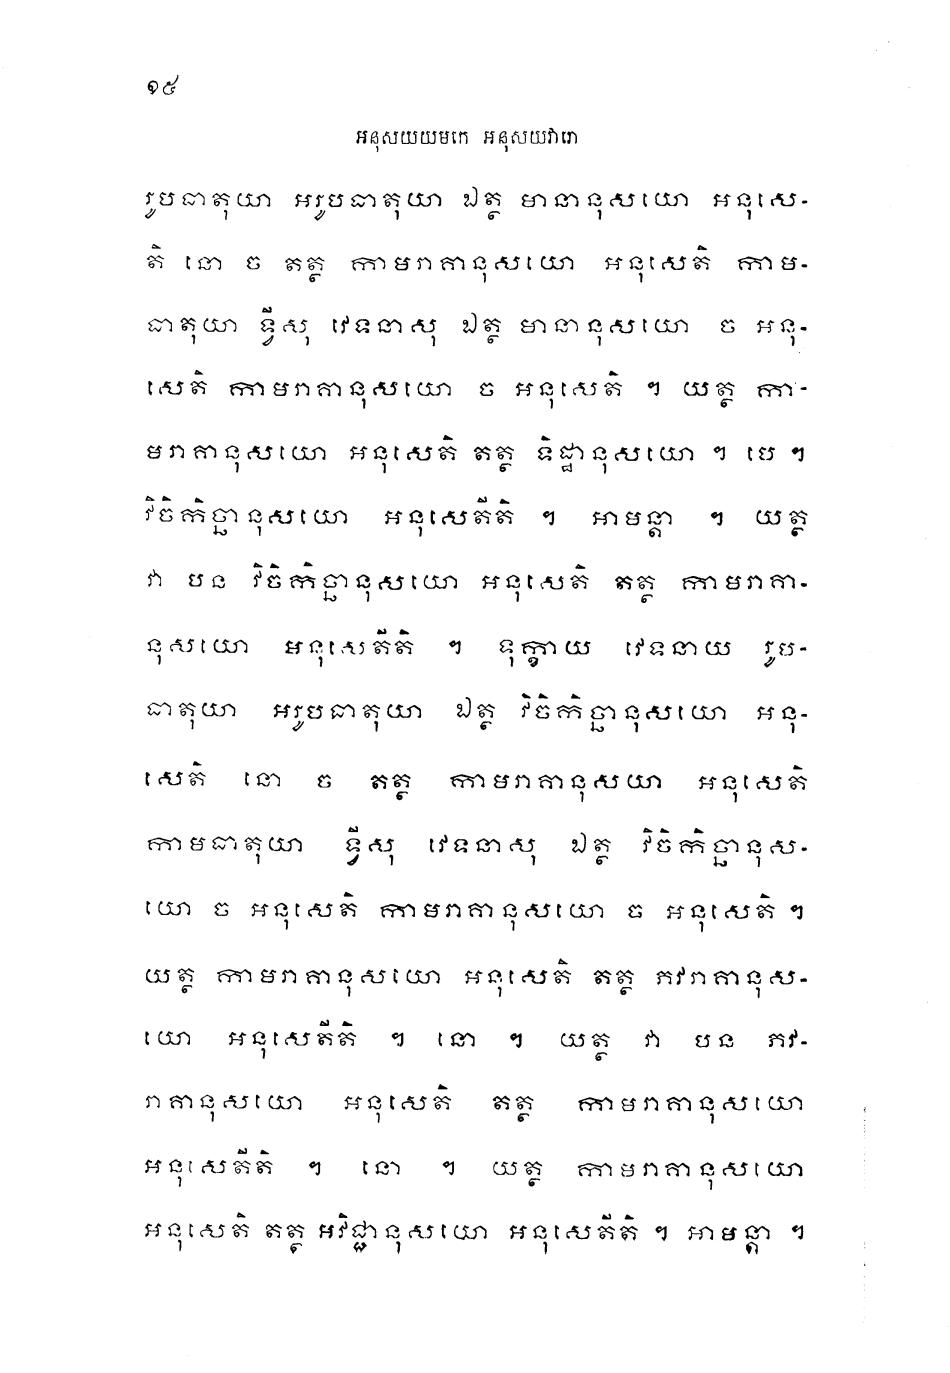 ១៥
អនុសយយមកេ អនុសយវារោ
រូបធាតុយា អរូបធាតុយា ឯត្ថ មានានុសយោ អនុសេ-
តិ នោ ច តត្ថ កាមរាគានុសយោ អនុសេតិ កាម-
ធាតុយា ទ្វីសុ វេទនាសុ ឯត្ថ មានានុសយោ ច អនុ-
សេតិ កាមរាគានុសយោ ច អនុសេតិ ។ យត្ថ កា-
មរាគានុសយោ អនុសេតិ តត្ថ ទិដ្ឋានុសយោ ។ បេ ។
វិចិកិច្ឆានុសយោ អនុសេតីតិ ។ អាមន្តា ។ យត្ថ
វា បន វិចិកិច្ឆានុសយោ អនុសេតិ តត្ថ កាមរាគា-
នុសយោ អនុសេតីតិ ។ ទុក្ខាយ វេទនាយ រូប-
ធាតុយា អរូបធាតុយា ឯត្ថ វិចិកិច្ឆានុសយោ អនុ-
សេតិ នោ ច តត្ថ កាមរាគានុសយោ អនុសេតិ
កាមធាតុយា ទ្វីសុ វេទនាសុ ឯត្ថ វិចិកិច្ឆានុស-
យោ ច អនុសេតិ កាមរាគានុសយោ ច អនុសេតិ ។
យត្ថ កាមរាគានុសយោ អនុសេតិ តត្ថ ភវរាគានុស-
យោ អនុសេតីតិ ។ នោ ។ យត្ថ វា បន ភវ-
រាគានុសយោ អនុសេតិ តត្ថ កាមរាគានុសយោ
អនុសេតីតិ ។ នោ ។ យត្ថ កាមរាគានុសយោ
អនុសេតិ តត្ថ អវិជ្ជានុសយោ អនុសេតីតិ ។ អាមន្តា ។